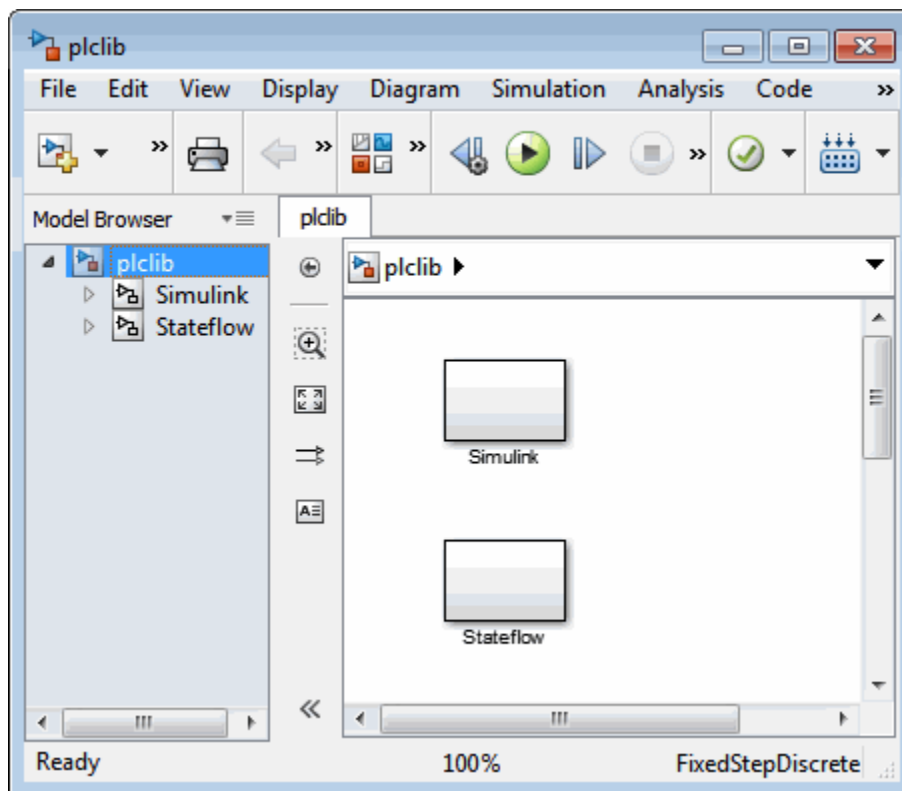 plclib
File Edit View Display Diagram Simulation Analysis Code »
Model Browser plclib
plclib
Simulink
Stateflow
plclib
Simulink
Stateflow
Ready 100% FixedStepDiscrete